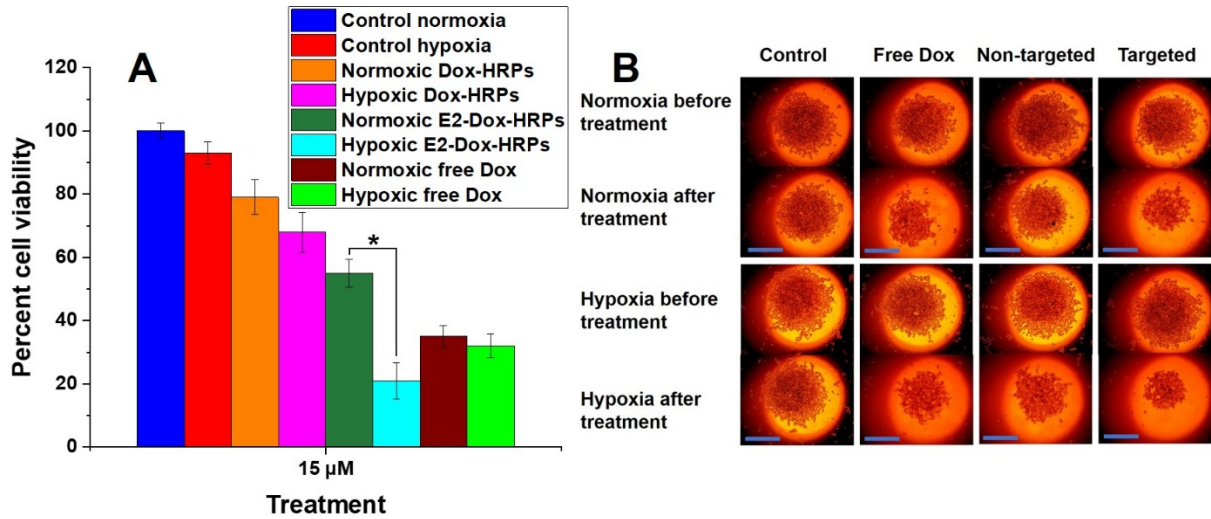 A
Control normoxia
Control hypoxia
Normoxic Dox-HRPs
Hypoxic Dox-HRPs
Normoxic E2-Dox-HRPs
Hypoxic E2-Dox-HRPs
Normoxic free Dox
Hypoxic free Dox
120
100
80
60
40
20
0
Percent cell viability
*
15 µM
Treatment
B
Control Free Dox Non-targeted Targeted
Normoxia before
treatment
Normoxia after
treatment
Hypoxia before
treatment
Hypoxia after
treatment